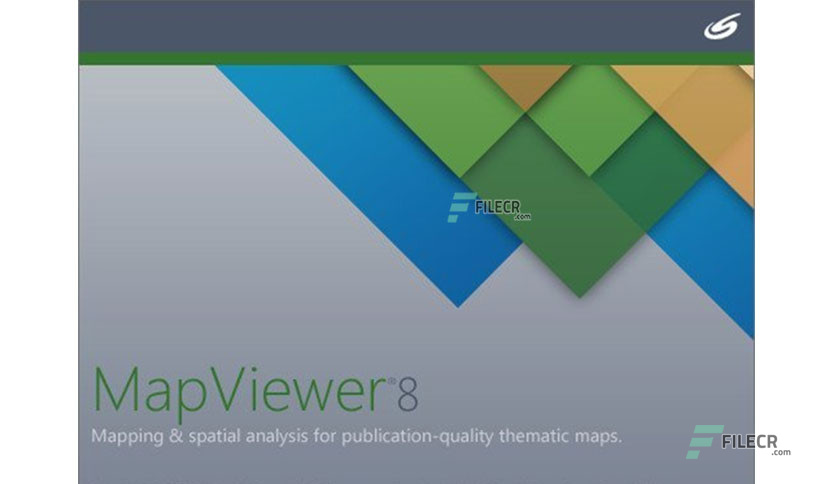 FILECR
.com
MapViewer®8
Mapping & spatial analysis for publication-quality thematic maps.
FILECR
.com